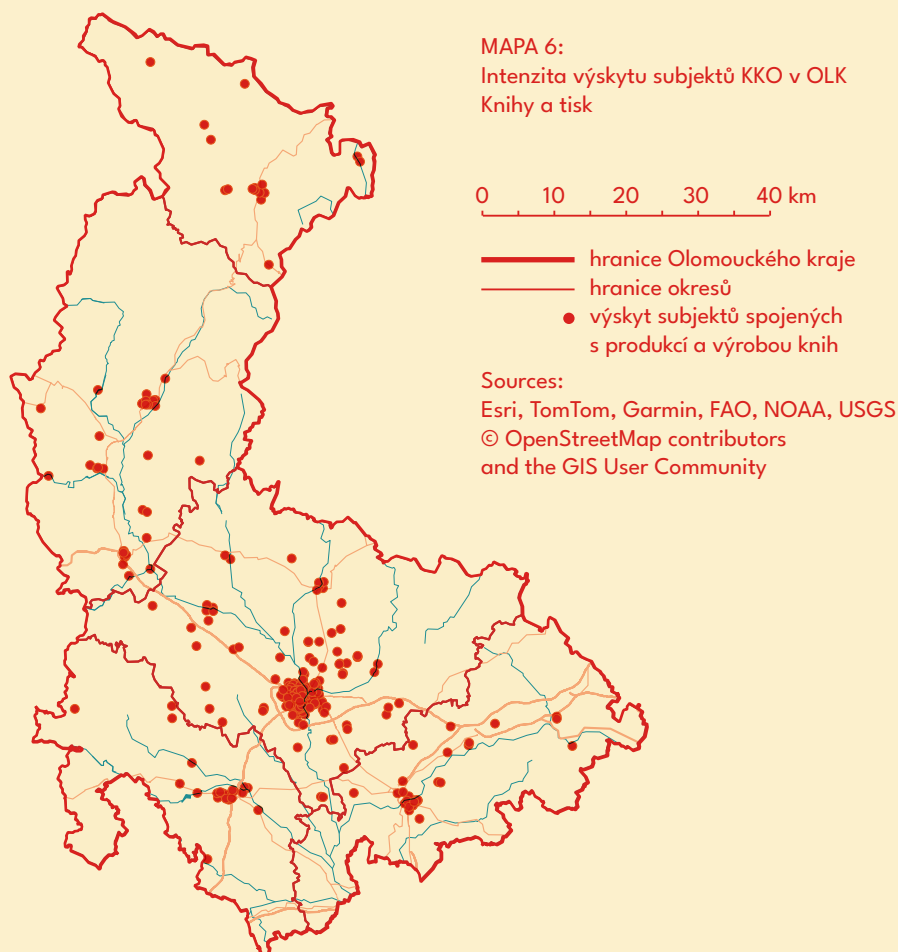 MAPA 6:
Intenzita výskytu subjektů KKO v OLK
Knihy a tisk
0 10 20 30 40 km
hranice Olomouckého kraje
hranice okresů
výskyt subjektů spojených
s produkcí a výrobou knih
Sources:
Esri, TomTom, Garmin, FAO, NOAA, USGS
© OpenStreetMap contributors
and the GIS User Community